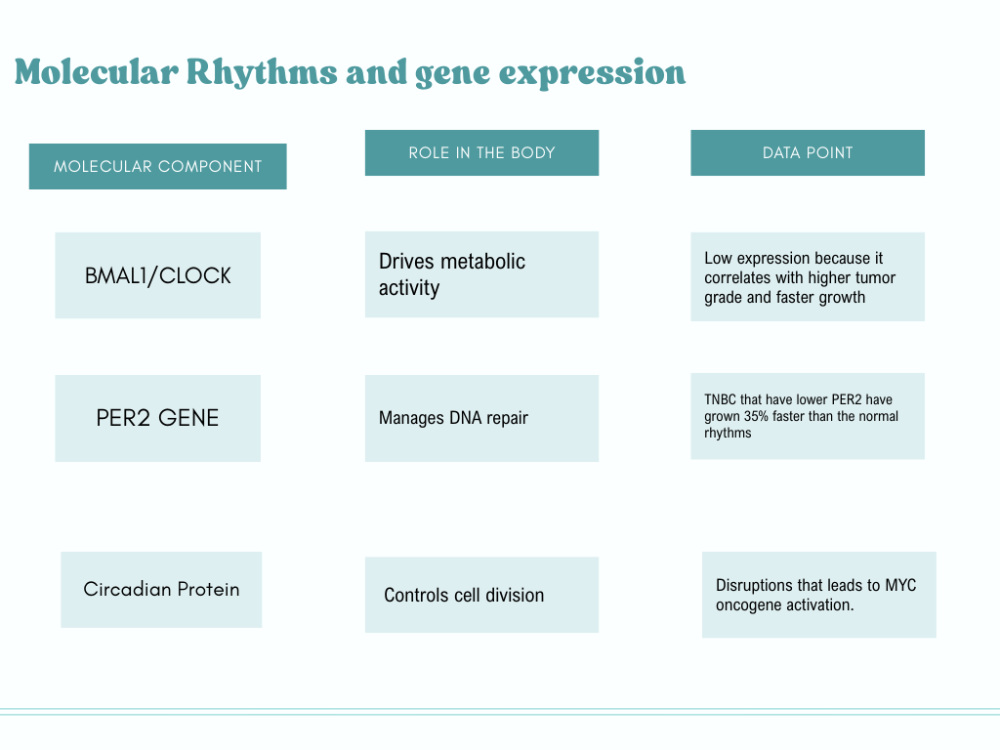 Molecular Rhythms and gene expression
MOLECULAR COMPONENT
ROLE IN THE BODY
DATA POINT
BMAL1/CLOCK
Drives metabolic
activity
Low expression because it
correlates with higher tumor
grade and faster growth
PER2 GENE
Manages DNA repair
TNBC that have lower PER2 have
grown 35% faster than the normal
rhythms
Circadian Protein
Controls cell division
Disruptions that leads to MYC
oncogene activation.